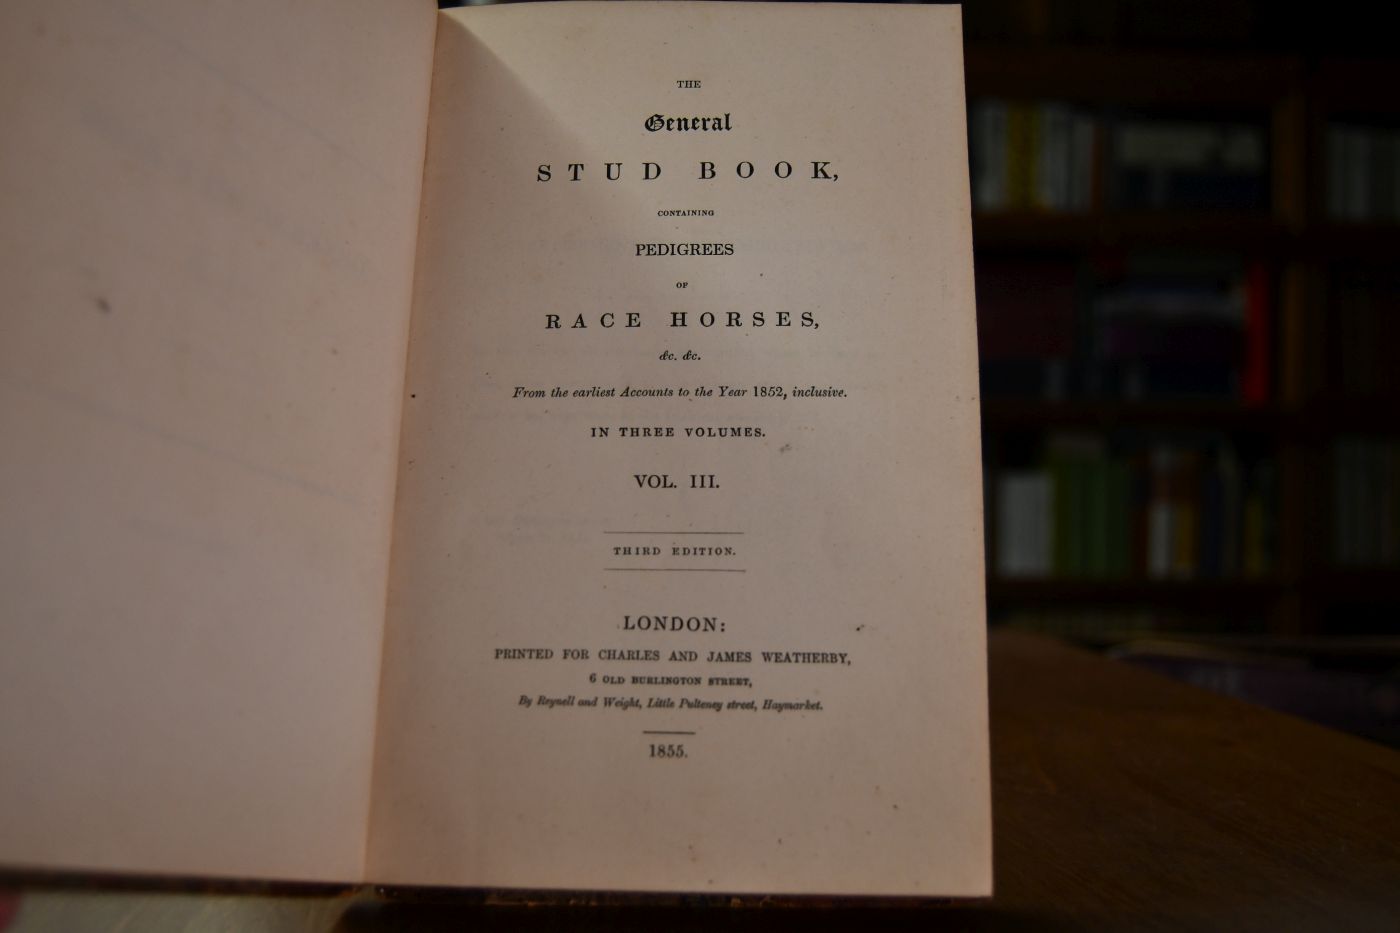 THE
General
STUD BOOK,
CONTAINING
PEDIGREES
OF
RACE HORSES,
&c. &c.
From the earliest Accounts to the Year 1852, inclusive.
IN THREE VOLUMES.
VOL. III.
THIRD EDITION.
LONDON:
PRINTED FOR CHARLES AND JAMES WEATHERBY,
6 OLD BURLINGTON STREET,
By Reynell and Weight, Little Pulteney street, Haymarket.
1855.